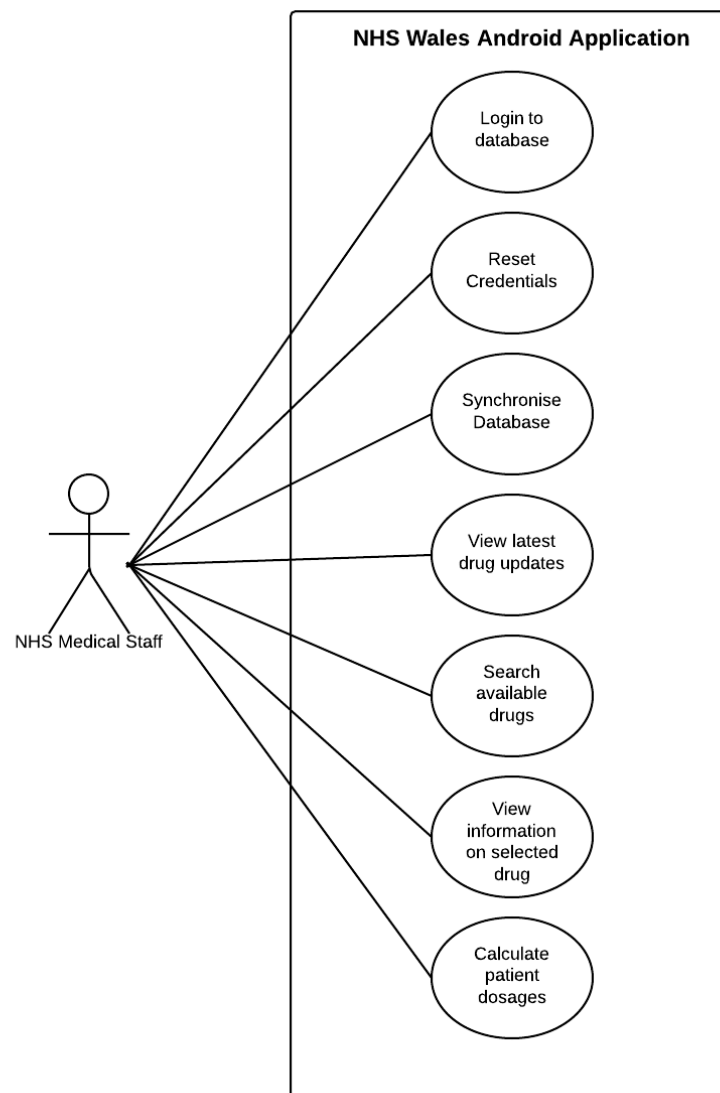 NHS Wales Android Application
Login to
database
Reset
Credentials
Synchronise
Database
View latest
drug updates
NHS Medical Staff
Search
available
drugs
View
information
on selected
drug
Calculate
patient
dosages